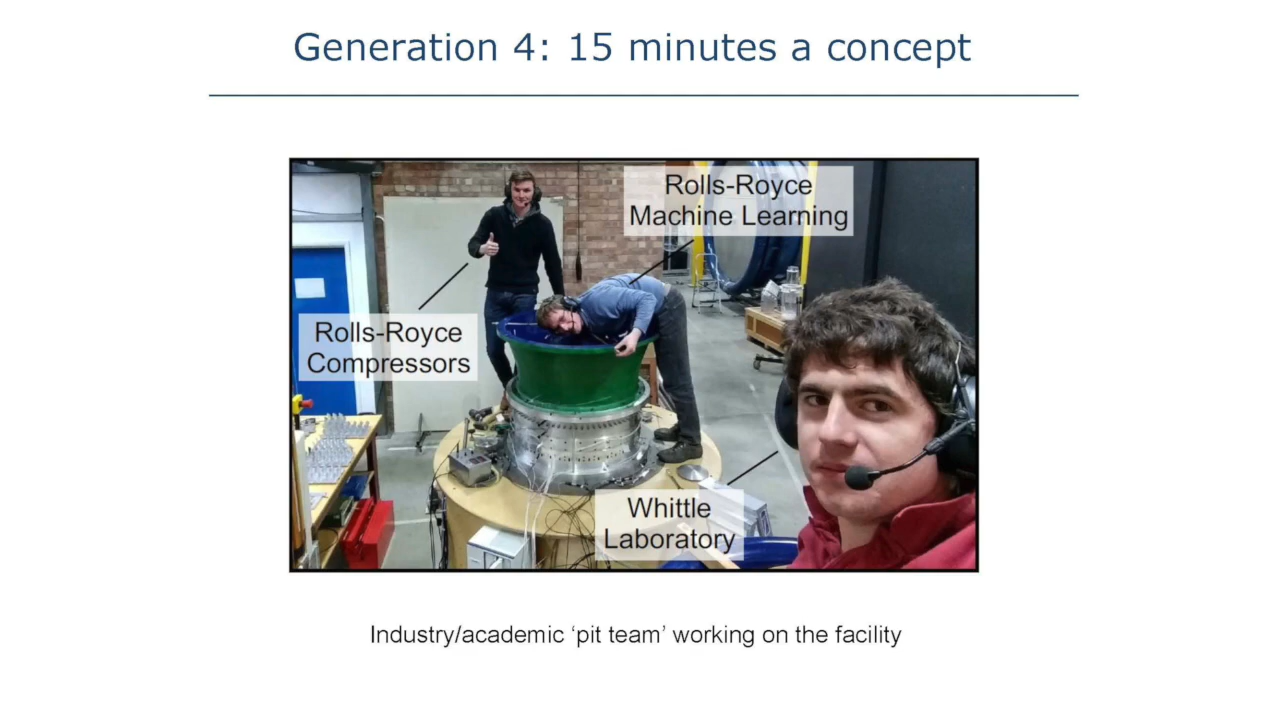 Generation 4: 15 minutes a concept
Rolls-Royce
Machine Learning
Rolls-Royce
Compressors
Whittle
Laboratory
Industry/academic ‘pit team’ working on the facility